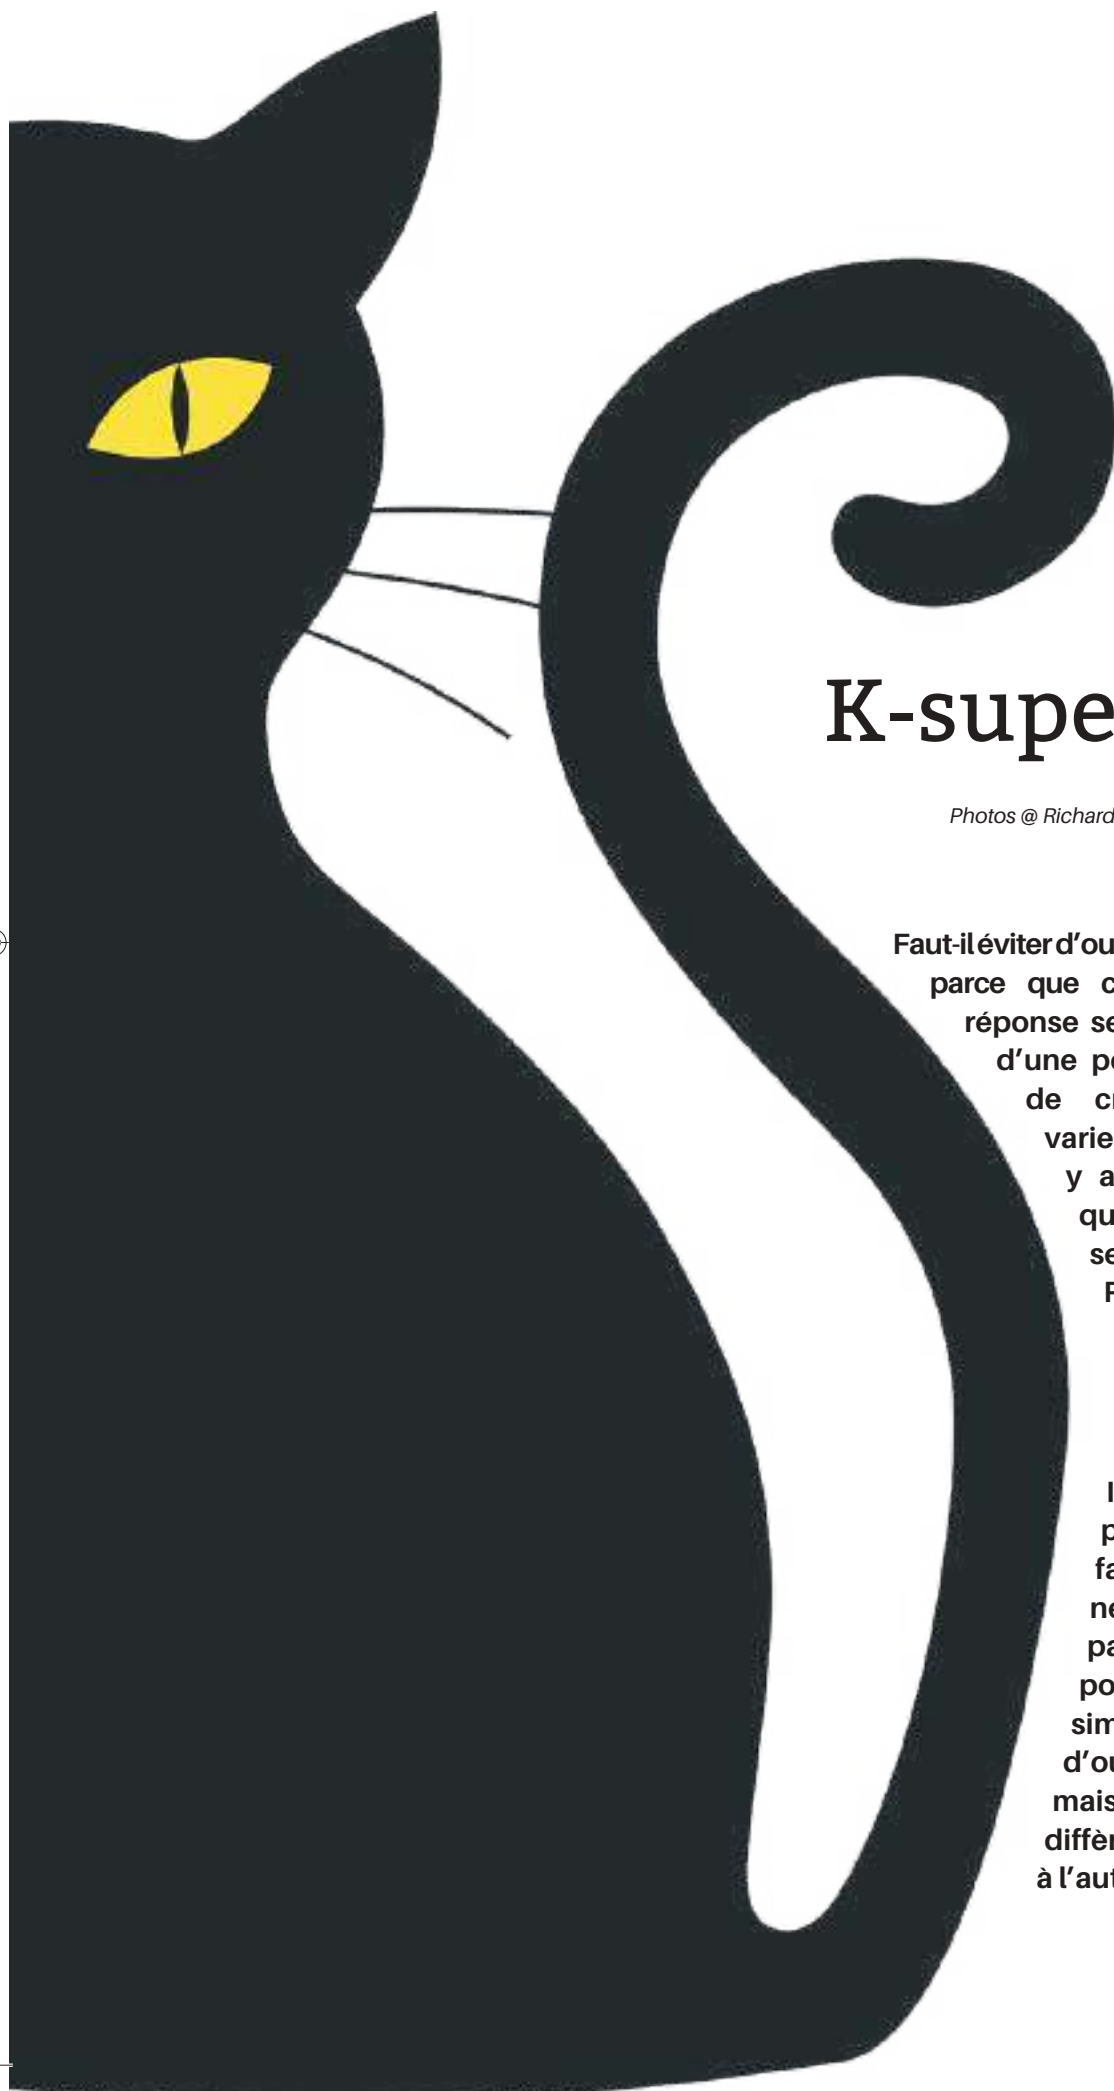 K-supe
Photos @ Richard
Faut-il éviter d'ou
parce que c
réponse se
d'une pe
de cr
varie
y a
qu
se
P
l
p
fa
ne
pa
po
sim
d'ou
mais
diffèr
à l'aut